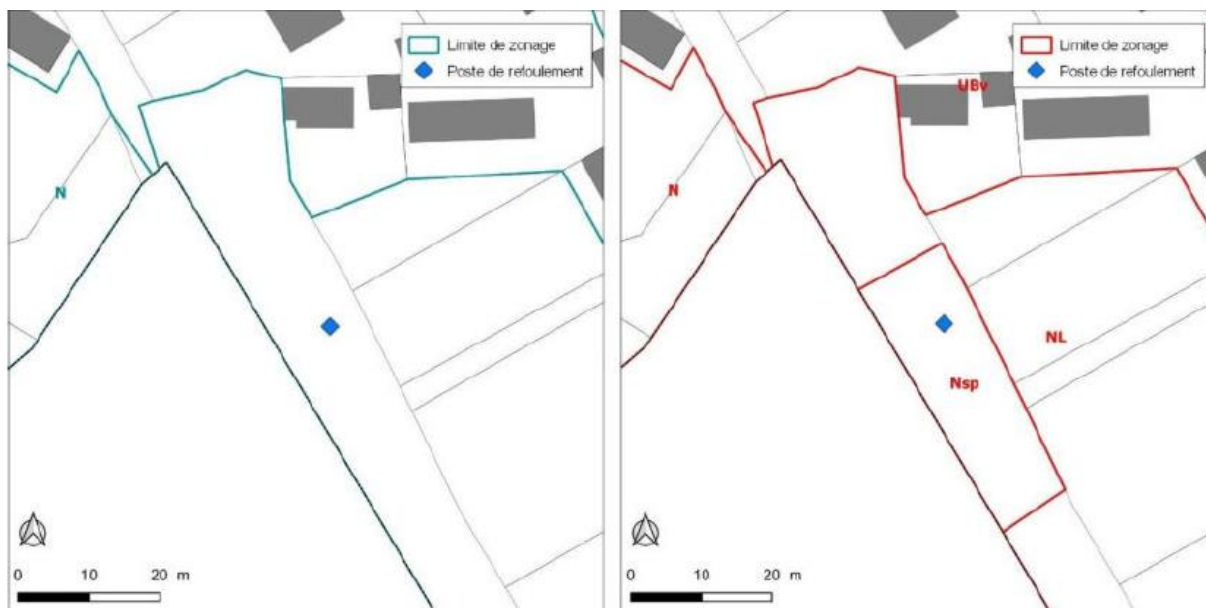 Limite de zonage
Poste de refoulement
N
0 10 20 m
Limite de zonage
Poste de refoulement
UBv
N
NL
Nsp
0 10 20 m